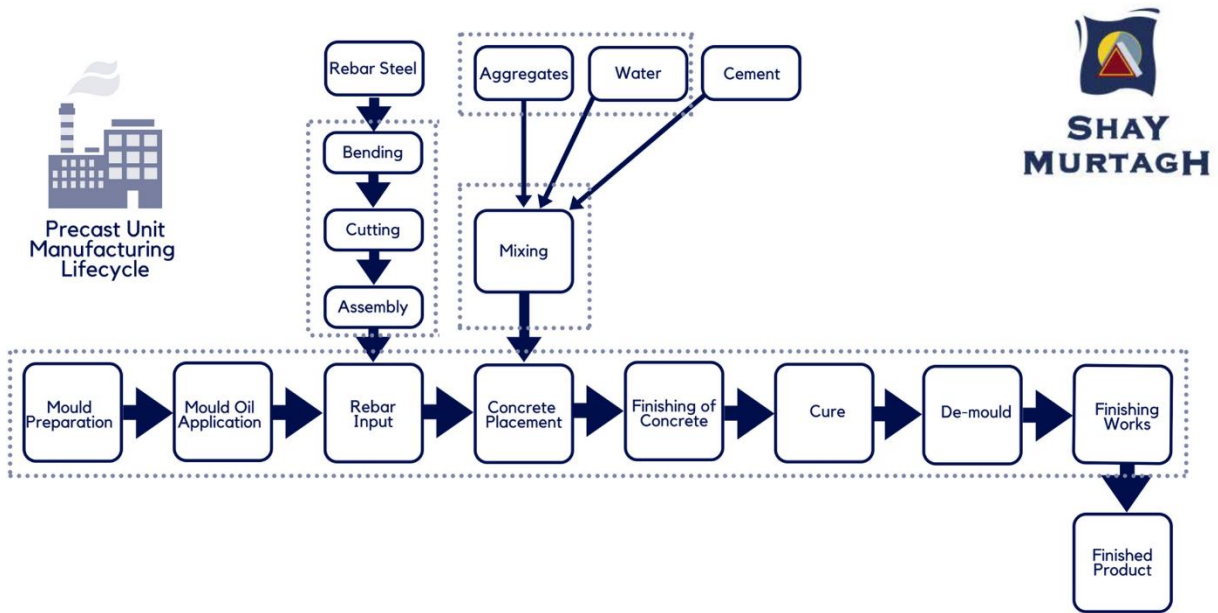 Rebar Steel
Aggregates
Water
Cement
SHAY
MURTAGH
Bending
Precast Unit
Manufacturing
Lifecycle
Cutting
Mixing
Assembly
Mould
Preparation
Mould Oil
Application
Rebar
Input
Concrete
Placement
Finishing of
Concrete
Cure
De-mould
Finishing
Works
Finished
Product